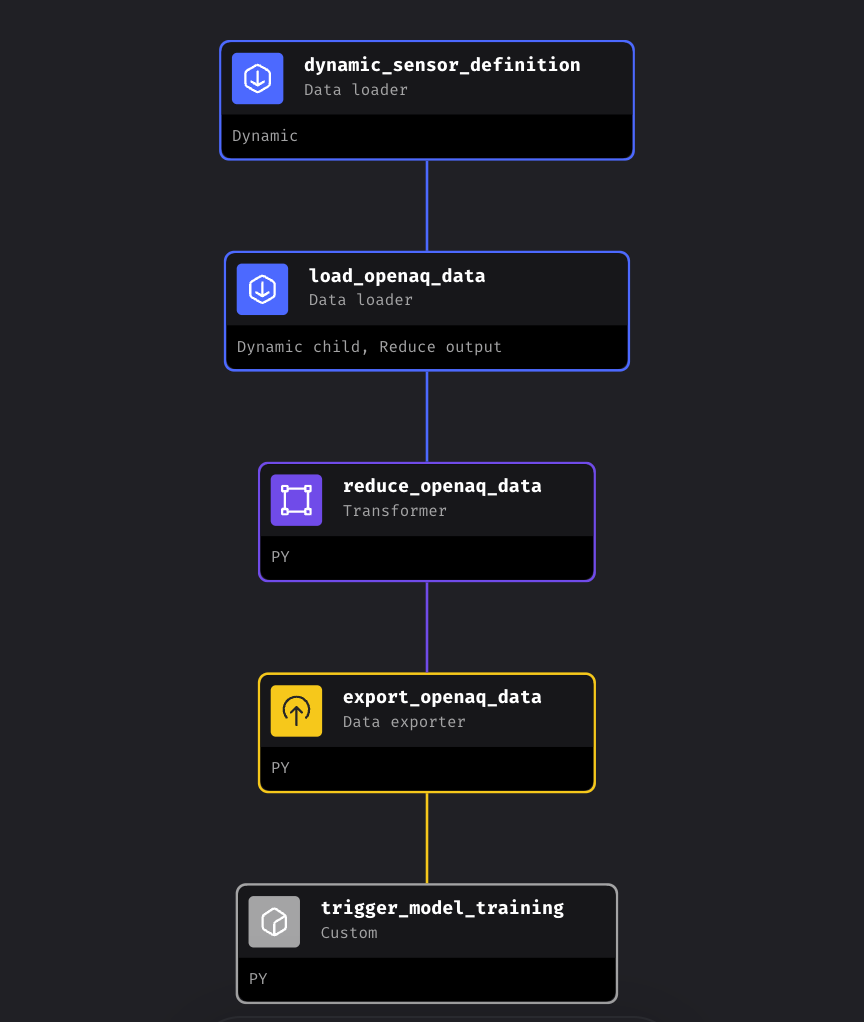 dynamic_sensor_definition
Data loader
Dynamic
load_openaq_data
Data loader
Dynamic child, Reduce output
reduce_openaq_data
Transformer
PY
export_openaq_data
Data exporter
PY
trigger_model_training
Custom
PY